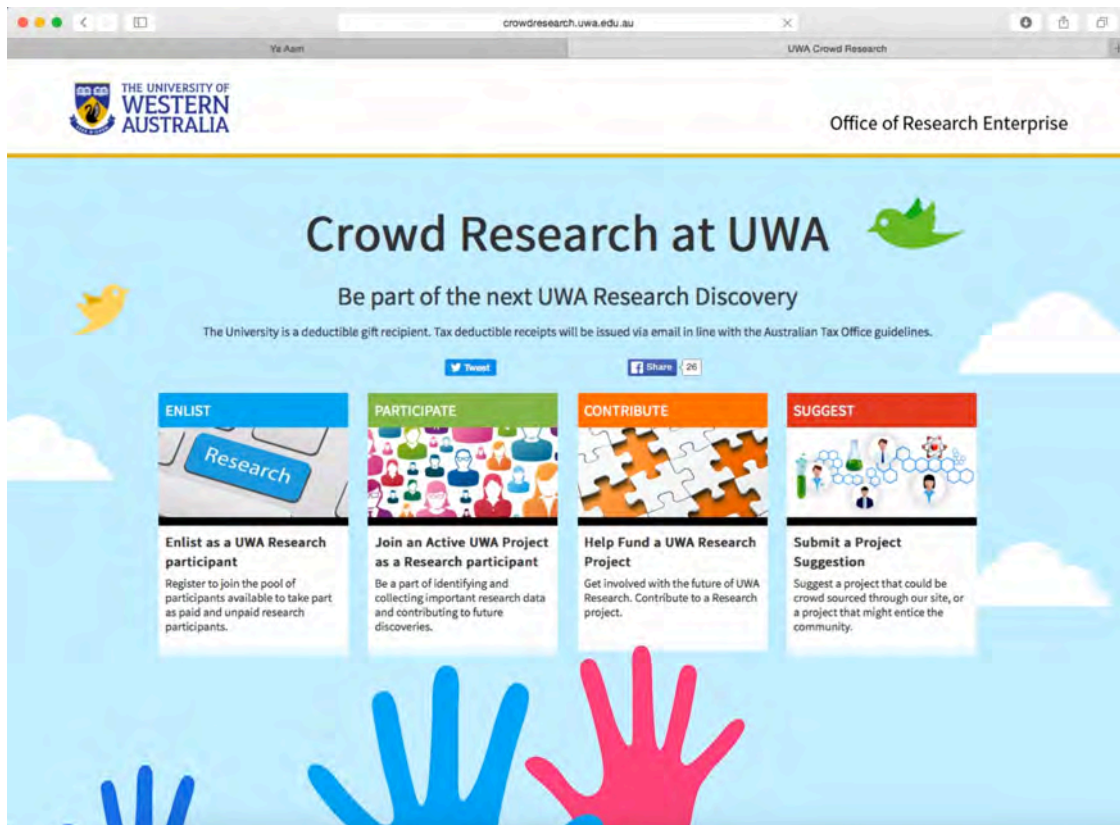 crowdresearch.uwa.edu.au
Ya Aam
UWA Crowd Research
THE UNIVERSITY OF
WESTERN
AUSTRALIA
Office of Research Enterprise
Crowd Research at UWA
Be part of the next UWA Research Discovery
The University is a deductible gift recipient. Tax deductible receipts will be issued via email in line with the Australian Tax Office guidelines.
Tweet
Share 26
ENLIST
Research
Enlist as a UWA Research
participant
Register to join the pool of
participants available to take part
as paid and unpaid research
participants.
PARTICIPATE
Join an Active UWA Project
as a Research participant
Be a part of identifying and
collecting important research data
and contributing to future
discoveries.
CONTRIBUTE
Help Fund a UWA Research
Project
Get involved with the future of UWA
Research. Contribute to a Research
project.
SUGGEST
Submit a Project
Suggestion
Suggest a project that could be
crowd sourced through our site, or
a project that might entice the
community.